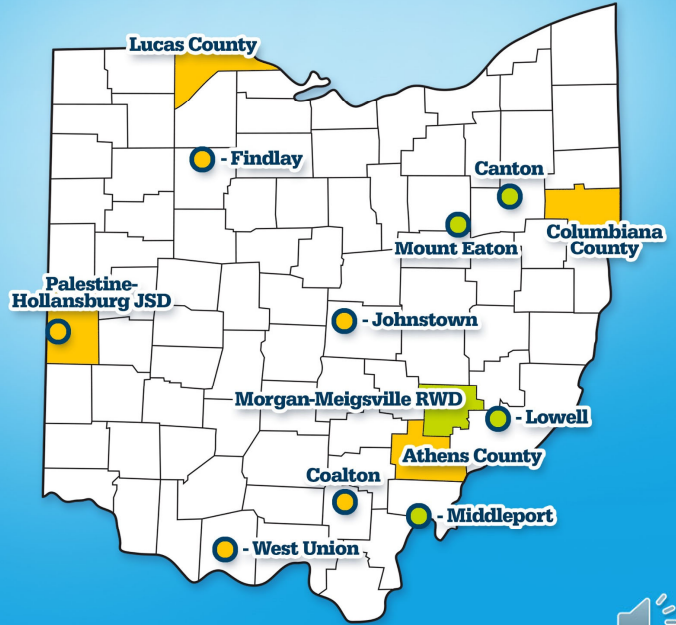 Lucas County
- Findlay
Canton
Mount Eaton
Columbiana
County
Palestine-
Hollansburg JSD
- Johnstown
Morgan-Meigsville RWD
- Lowell
Athens County
Coalton
- Middleport
- West Union